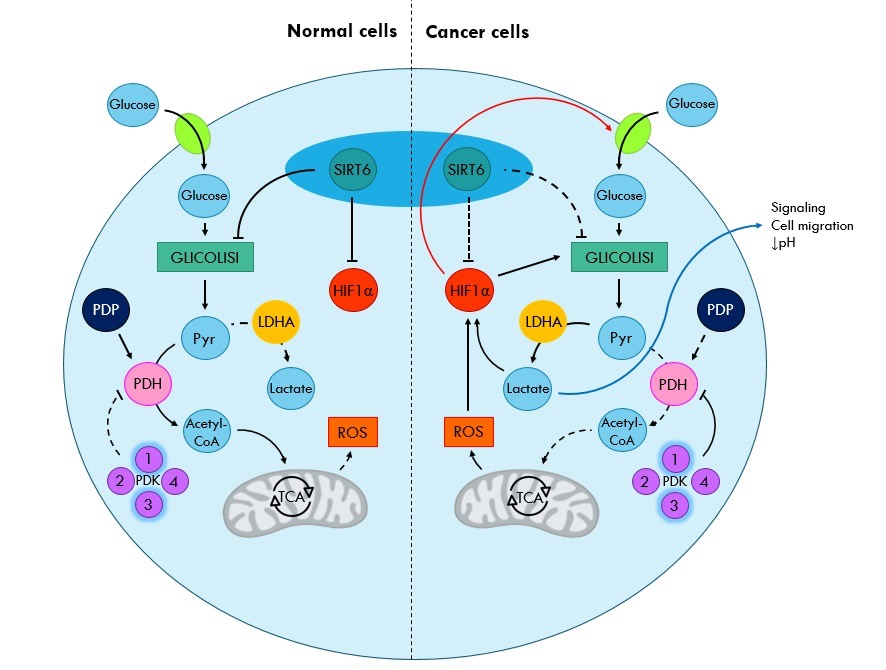 Normal cells
Cancer cells
Glucose
Glucose
SIRT6
SIRT6
Glucose
Glucose
Signaling
Cell migration
↓pH
GLICOLISI
GLICOLISI
HIF1α
HIF1α
PDP
LDHA
LDHA
PDP
Pyr
Pyr
PDH
Lactate
Lactate
PDH
Acetyl-
CoA
ROS
ROS
Acetyl-
CoA
1
2
PDK
4
3
TCA
TCA
1
2
PDK
4
3